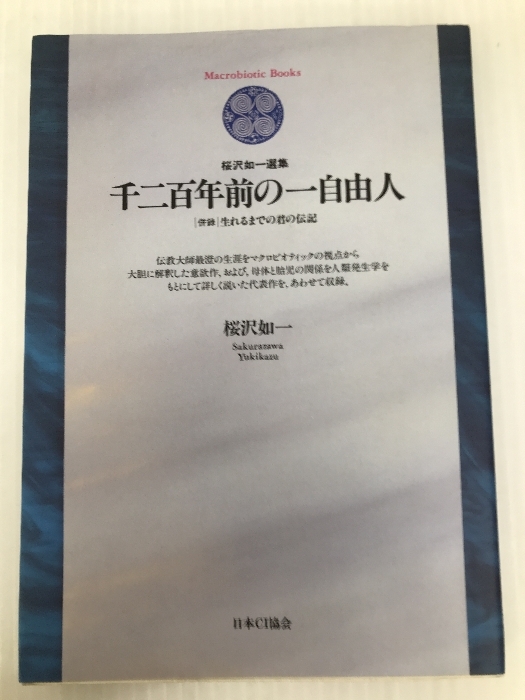 Macrobiotic Books
桜沢如一選集
千二百年前の一自由人
[併録]生れるまでの君の伝記
伝教大師最澄の生涯をマクロビオティックの視点から
大胆に解釈した意欲作、および、母体と胎児の関係を人類発生学を
もとにして詳しく説いた代表作を、あわせて収録。
桜沢如一
Sakurazawa
Yukikazu
日本CI協会